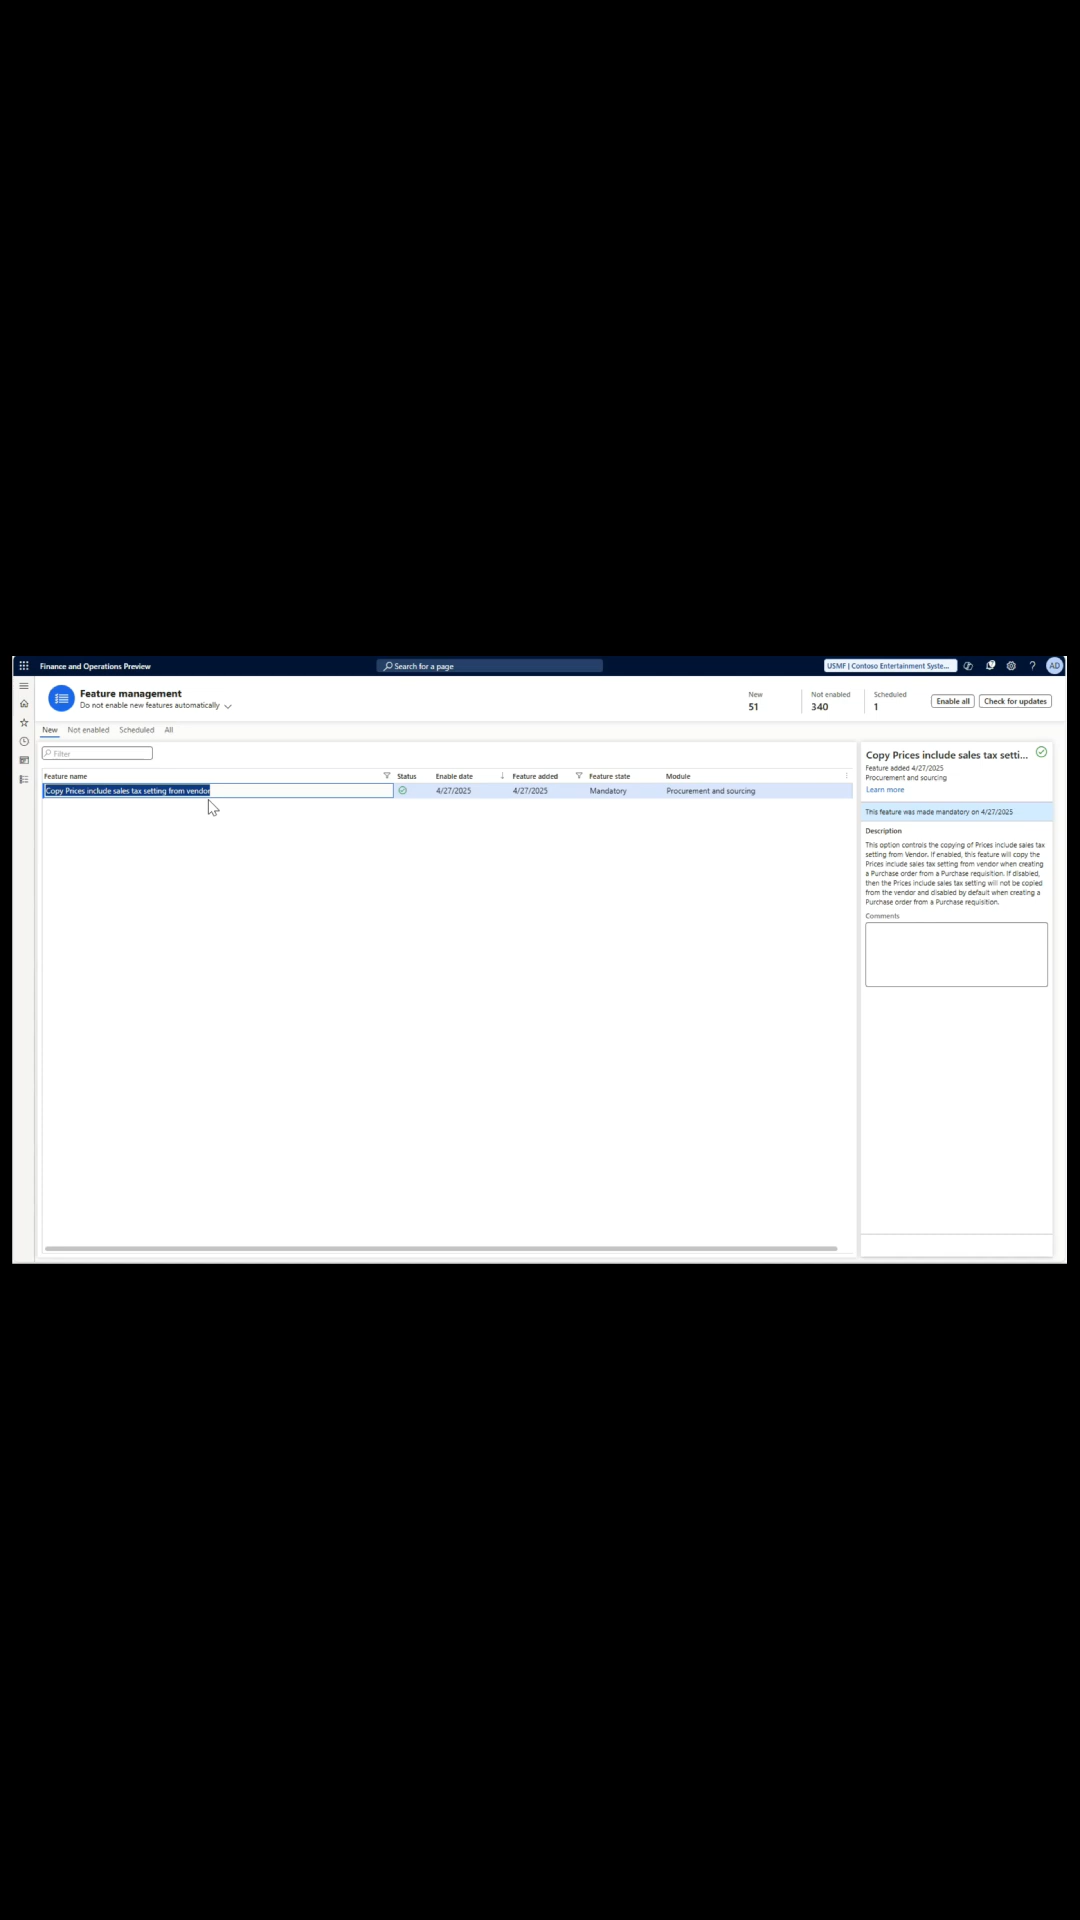 Finance and Operations Preview
Search for a page
USMF | Contoso Entertainment Syste...
?
AD
Feature management
Do not enable new features automatically
New
51
Not enabled
340
Scheduled
1
Enable all
Check for updates
New Not enabled Scheduled All
Filter
Feature name Status Enable date Feature added Feature state Module
Copy Prices include sales tax setting from vendor 4/27/2025 4/27/2025 Mandatory Procurement and sourcing
Copy Prices include sales tax setti...
Feature added 4/27/2025
Procurement and sourcing
Learn more
This feature was made mandatory on 4/27/2025
Description
This option controls the copying of Prices include sales tax
setting from Vendor. If enabled, this feature will copy the
Prices include sales tax setting from vendor when creating
a Purchase order from a Purchase requisition. If disabled,
then the Prices include sales tax setting will not be copied
from the vendor and disabled by default when creating a
Purchase order from a Purchase requisition.
Comments